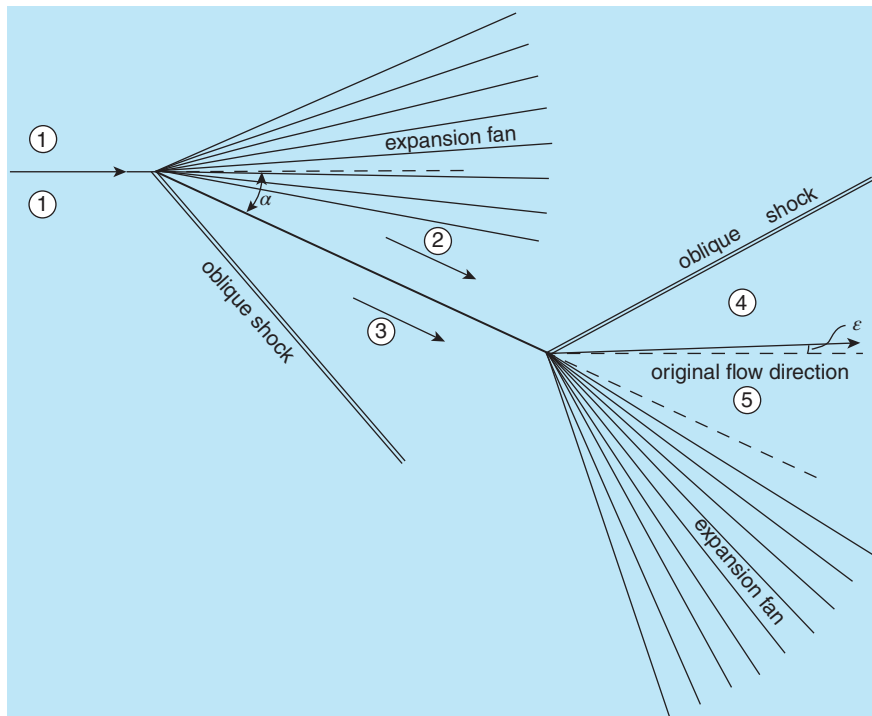 1
expansion fan
1
α
2
oblique shock
3
oblique shock
4
ε
original flow direction
5
expansion fan